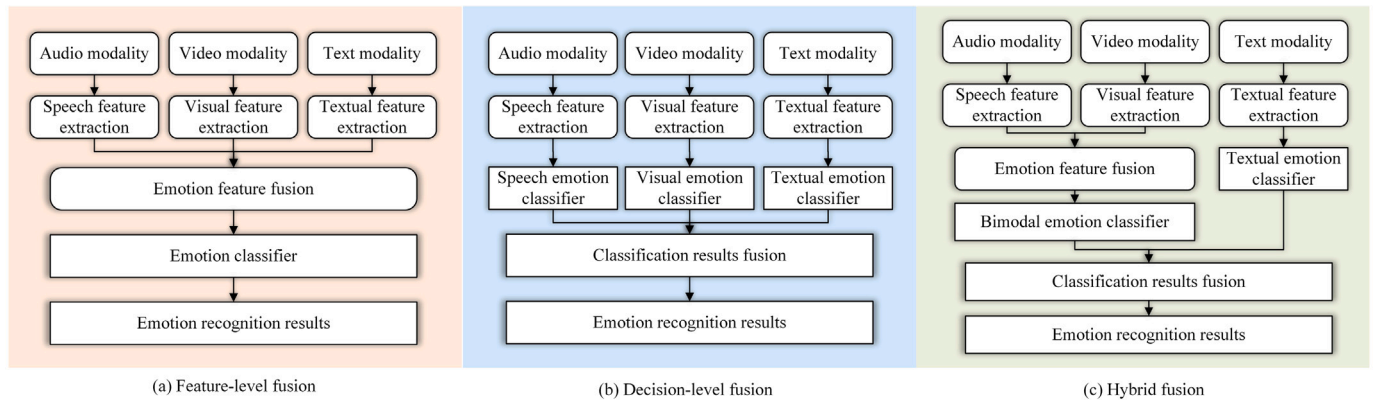 Audio modality
Video modality
Text modality
Speech feature
extraction
Visual feature
extraction
Textual feature
extraction
Emotion feature fusion
Emotion classifier
Emotion recognition results
(a) Feature-level fusion
Audio modality
Video modality
Text modality
Speech feature
extraction
Visual feature
extraction
Textual feature
extraction
Speech emotion
classifier
Visual emotion
classifier
Textual emotion
classifier
Classification results fusion
Emotion recognition results
(b) Decision-level fusion
Audio modality
Video modality
Text modality
Speech feature
extraction
Visual feature
extraction
Textual feature
extraction
Emotion feature fusion
Textual emotion
classifier
Bimodal emotion classifier
Classification results fusion
Emotion recognition results
(c) Hybrid fusion